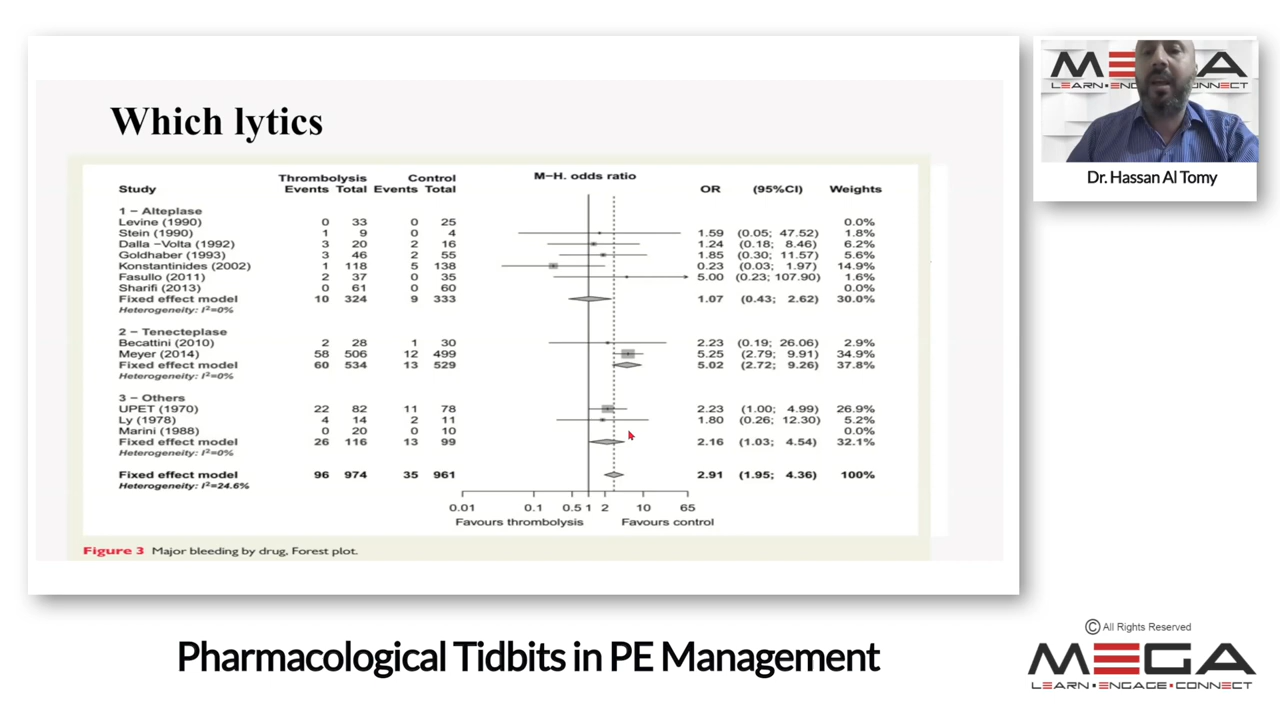 Which lytics
Thrombolysis Control M−H. odds ratio
Study Events Total Events Total OR (95%CI) Weights
1 − Alteplase
Levine (1990) 0 33 0 25 0.0%
Stein (1990) 1 9 0 4 1.59 (0.05; 47.52) 1.8%
Dalla −Volta (1992) 3 20 2 16 1.24 (0.18; 8.46) 6.2%
Goldhaber (1993) 3 46 2 55 1.85 (0.30; 11.57) 5.6%
Konstantinides (2002) 1 118 5 138 0.23 (0.03; 1.97) 14.9%
Fasullo (2011) 2 37 0 35 5.00 (0.23; 107.90) 1.6%
Sharifi (2013) 0 61 0 60 0.0%
Fixed effect model 10 324 9 333 1.07 (0.43; 2.62) 30.0%
Heterogeneity: I²=0%
2 − Tenecteplase
Becattini (2010) 2 28 1 30 2.23 (0.19; 26.06) 2.9%
Meyer (2014) 58 506 12 499 5.25 (2.79; 9.91) 34.9%
Fixed effect model 60 534 13 529 5.02 (2.72; 9.26) 37.8%
Heterogeneity: I²=0%
3 − Others
UPET (1970) 22 82 11 78 2.23 (1.00; 4.99) 26.9%
Ly (1978) 4 14 2 11 1.80 (0.26; 12.30) 5.2%
Marini (1988) 0 20 0 10 0.0%
Fixed effect model 26 116 13 99 2.16 (1.03; 4.54) 32.1%
Heterogeneity: I²=0%
Fixed effect model 96 974 35 961 2.91 (1.95; 4.36) 100%
Heterogeneity: I²=24.6%
0.01 0.1 0.5 1 2 10 65
Favours thrombolysis Favours control
Figure 3 Major bleeding by drug, Forest plot.
MEGA
LEARN•ENGAGE•CONNECT
Dr. Hassan Al Tomy
Pharmacological Tidbits in PE Management
© All Rights Reserved
MEGA
LEARN•ENGAGE•CONNECT